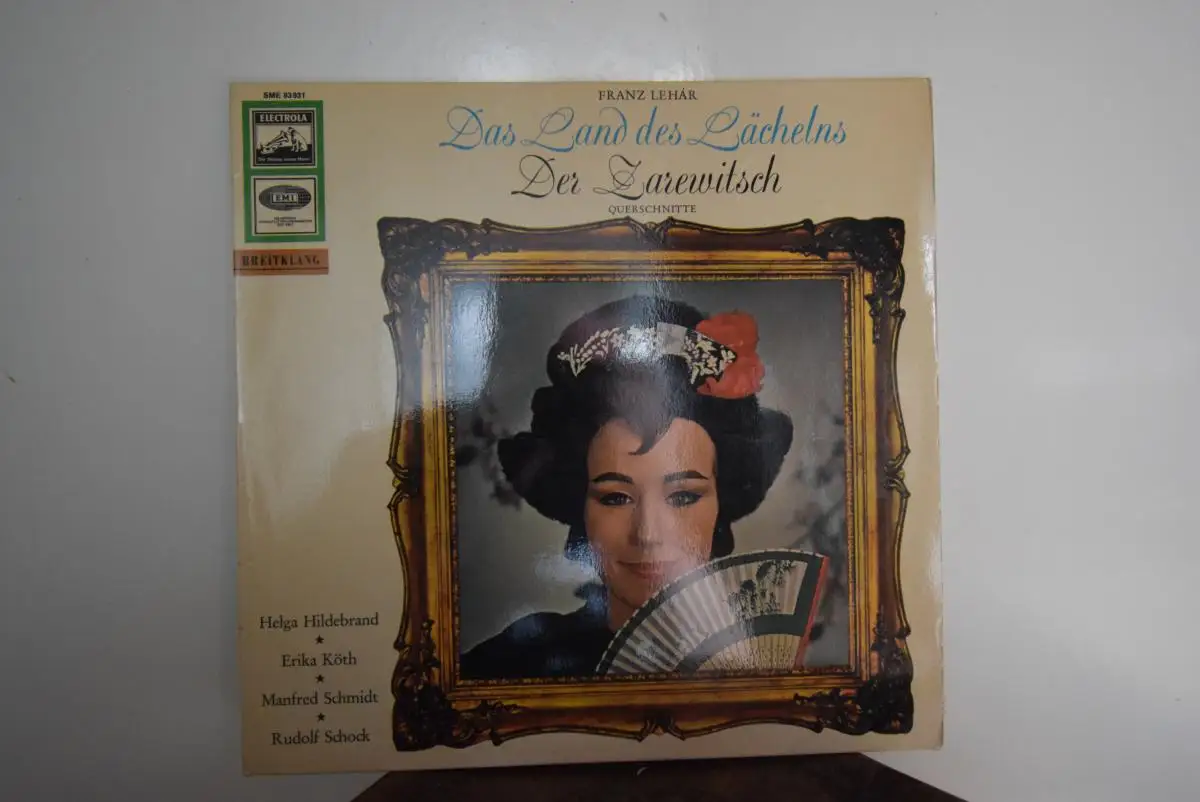 SME 83931
ELECTROLA
EMI
BREITKLANG
FRANZ LEHÁR
Das Land des Lächelns
Der Zarewitsch
QUERSCHNITTE
Helga Hildebrand
Erika Köth
Manfred Schmidt
Rudolf Schock